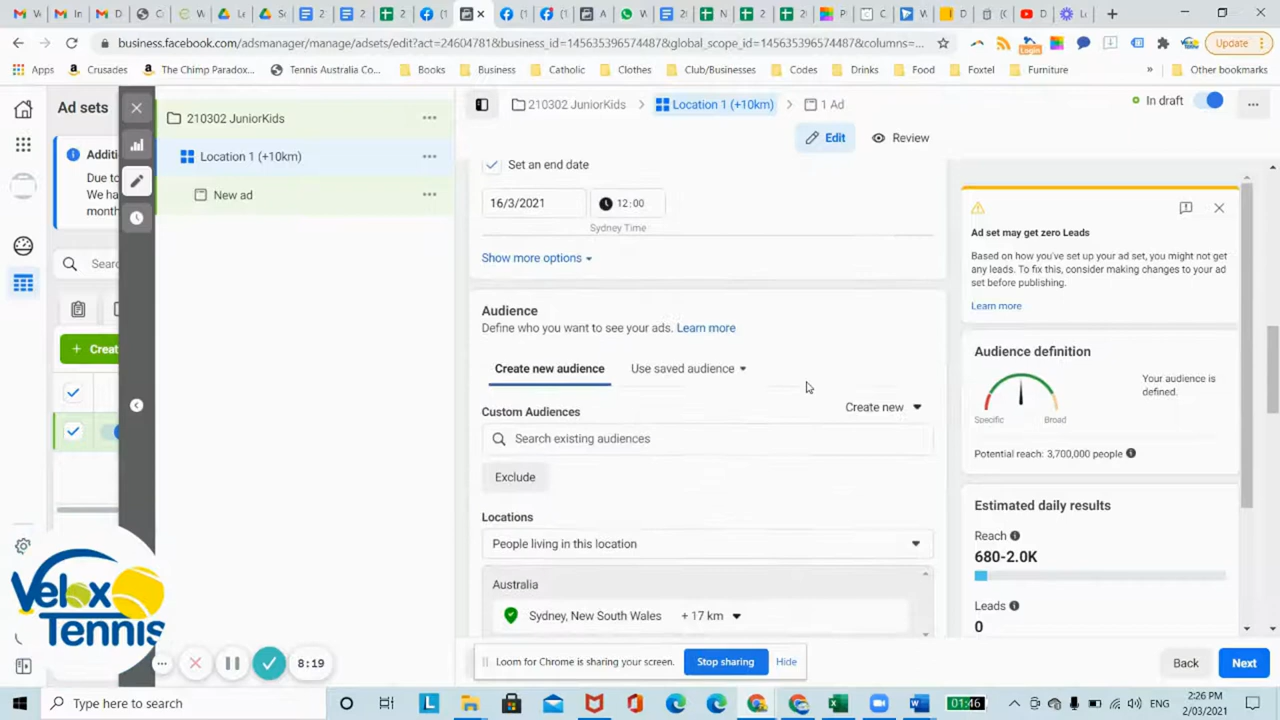 business.facebook.com/adsmanager/manage/adsets/edit?act=24604781&business_id=145635396574487&global_scope_id=145635396574487&columns=...
Login
Update
Apps
Crusades
The Chimp Paradox...
Tennis Australia Co...
Books
Business
Catholic
Clothes
Club/Businesses
Codes
Drinks
Food
Foxtel
Furniture
»
Other bookmarks
Ad sets
210302 JuniorKids
Location 1 (+10km)
New ad
210302 JuniorKids
Location 1 (+10km)
1 Ad
In draft
Edit
Review
Additi
Due to
We ha
month
Searc
+ Creat
Set an end date
16/3/2021
12:00
Sydney Time
Show more options
Audience
Define who you want to see your ads. Learn more
Create new audience
Use saved audience
Custom Audiences
Create new
Search existing audiences
Exclude
Locations
People living in this location
Australia
Sydney, New South Wales + 17 km
Ad set may get zero Leads
Based on how you've set up your ad set, you might not get
any leads. To fix this, consider making changes to your ad
set before publishing.
Learn more
Audience definition
Your audience is
defined.
Specific
Broad
Potential reach: 3,700,000 people
Estimated daily results
Reach
680-2.0K
Leads
0
Velox
Tennis
8:19
Loom for Chrome is sharing your screen.
Stop sharing
Hide
Back
Next
Type here to search
01:46
ENG
2:26 PM
2/03/2021